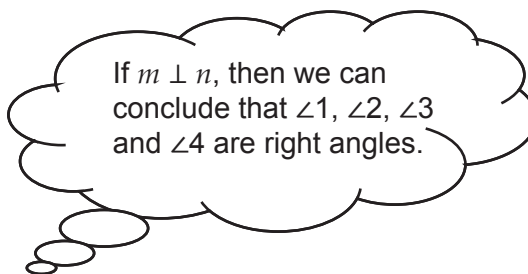 If m ⊥ n, then we can
conclude that ∠1, ∠2, ∠3
and ∠4 are right angles.